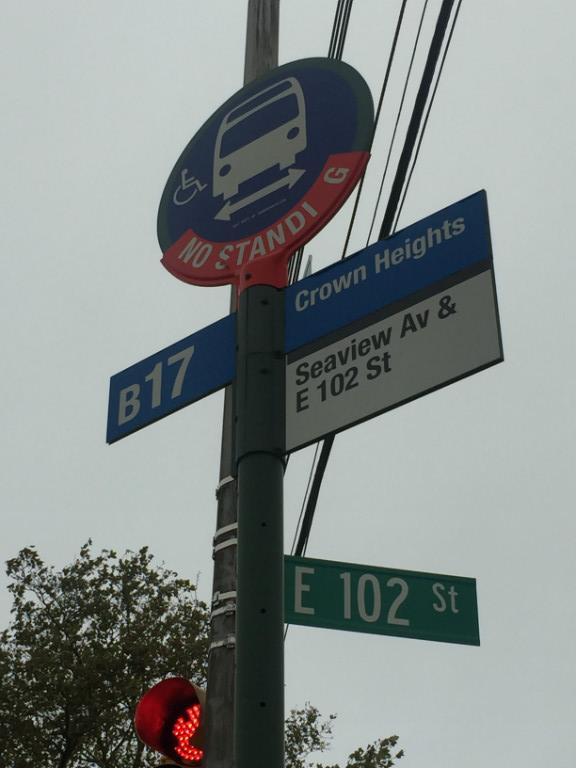 NO STANDI G
Crown Heights
B17
Seaview Av &
E 102 St
E 102 St